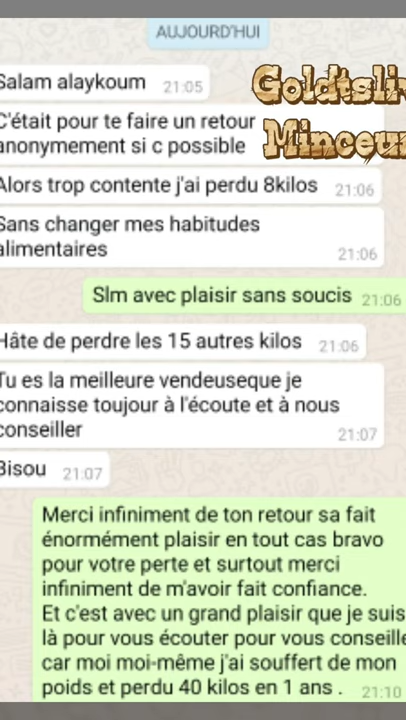 AUJOURD'HUI
Salam alaykoum 21:05
Goldtsli
Minceur
C'était pour te faire un retour
anonymement si c possible
Alors trop contente j'ai perdu 8kilos 21:06
Sans changer mes habitudes
alimentaires
21:06
Slm avec plaisir sans soucis 21:06
Hâte de perdre les 15 autres kilos 21:06
Tu es la meilleure vendeuseque je
connaisse toujour à l'écoute et à nous
conseiller
21:07
Bisou 21:07
Merci infiniment de ton retour sa fait
énormément plaisir en tout cas bravo
pour votre perte et surtout merci
infiniment de m'avoir fait confiance.
Et c'est avec un grand plaisir que je suis
là pour vous écouter pour vous conseille
car moi moi-même j'ai souffert de mon
poids et perdu 40 kilos en 1 ans . 21:10